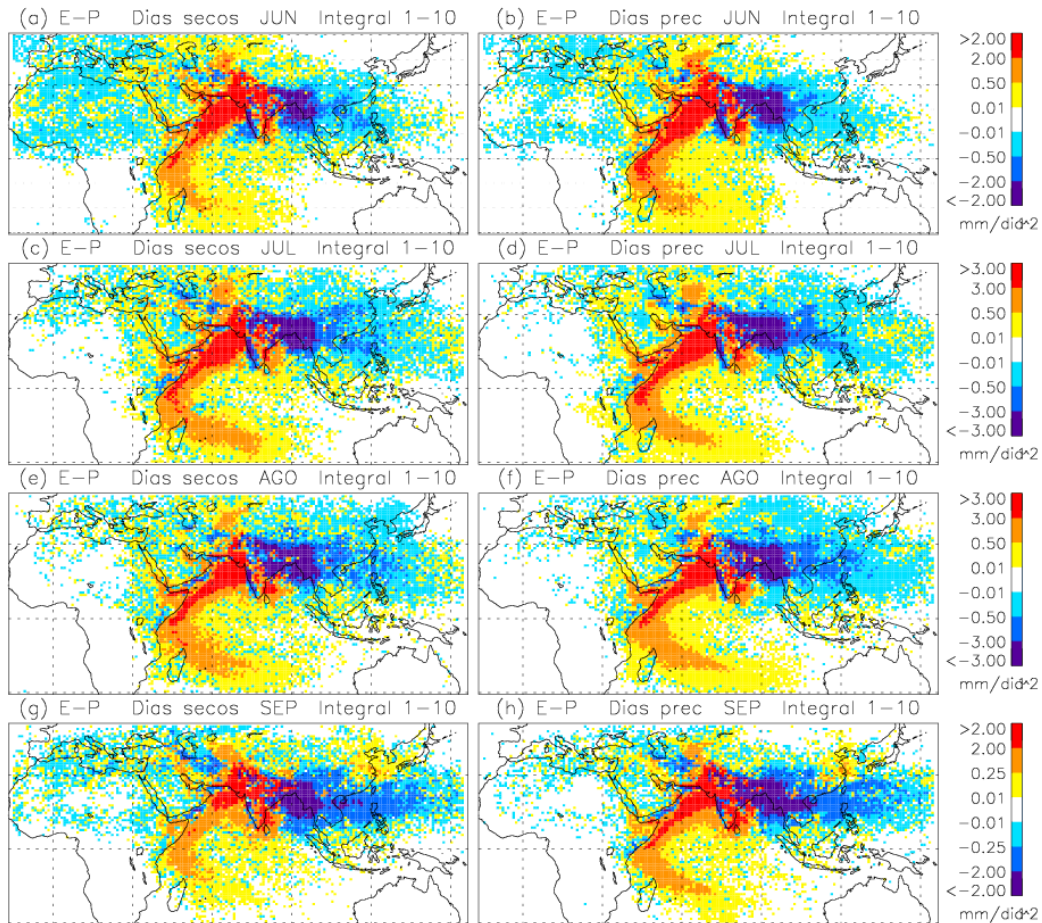 (a) E-P Dias secos JUN Integral 1-10
(b) E-P Dias prec JUN Integral 1-10
>2.00
2.00
0.50
0.01
-0.01
-0.50
-2.00
<-2.00
mm/dia^2
(c) E-P Dias secos JUL Integral 1-10
(d) E-P Dias prec JUL Integral 1-10
>3.00
3.00
0.50
0.01
-0.01
-0.50
-3.00
<-3.00
mm/dia^2
(e) E-P Dias secos AGO Integral 1-10
(f) E-P Dias prec AGO Integral 1-10
>3.00
3.00
0.50
0.01
-0.01
-0.50
-3.00
<-3.00
mm/dia^2
(g) E-P Dias secos SEP Integral 1-10
(h) E-P Dias prec SEP Integral 1-10
>2.00
2.00
0.25
0.01
-0.01
-0.25
-2.00
<-2.00
mm/dia^2